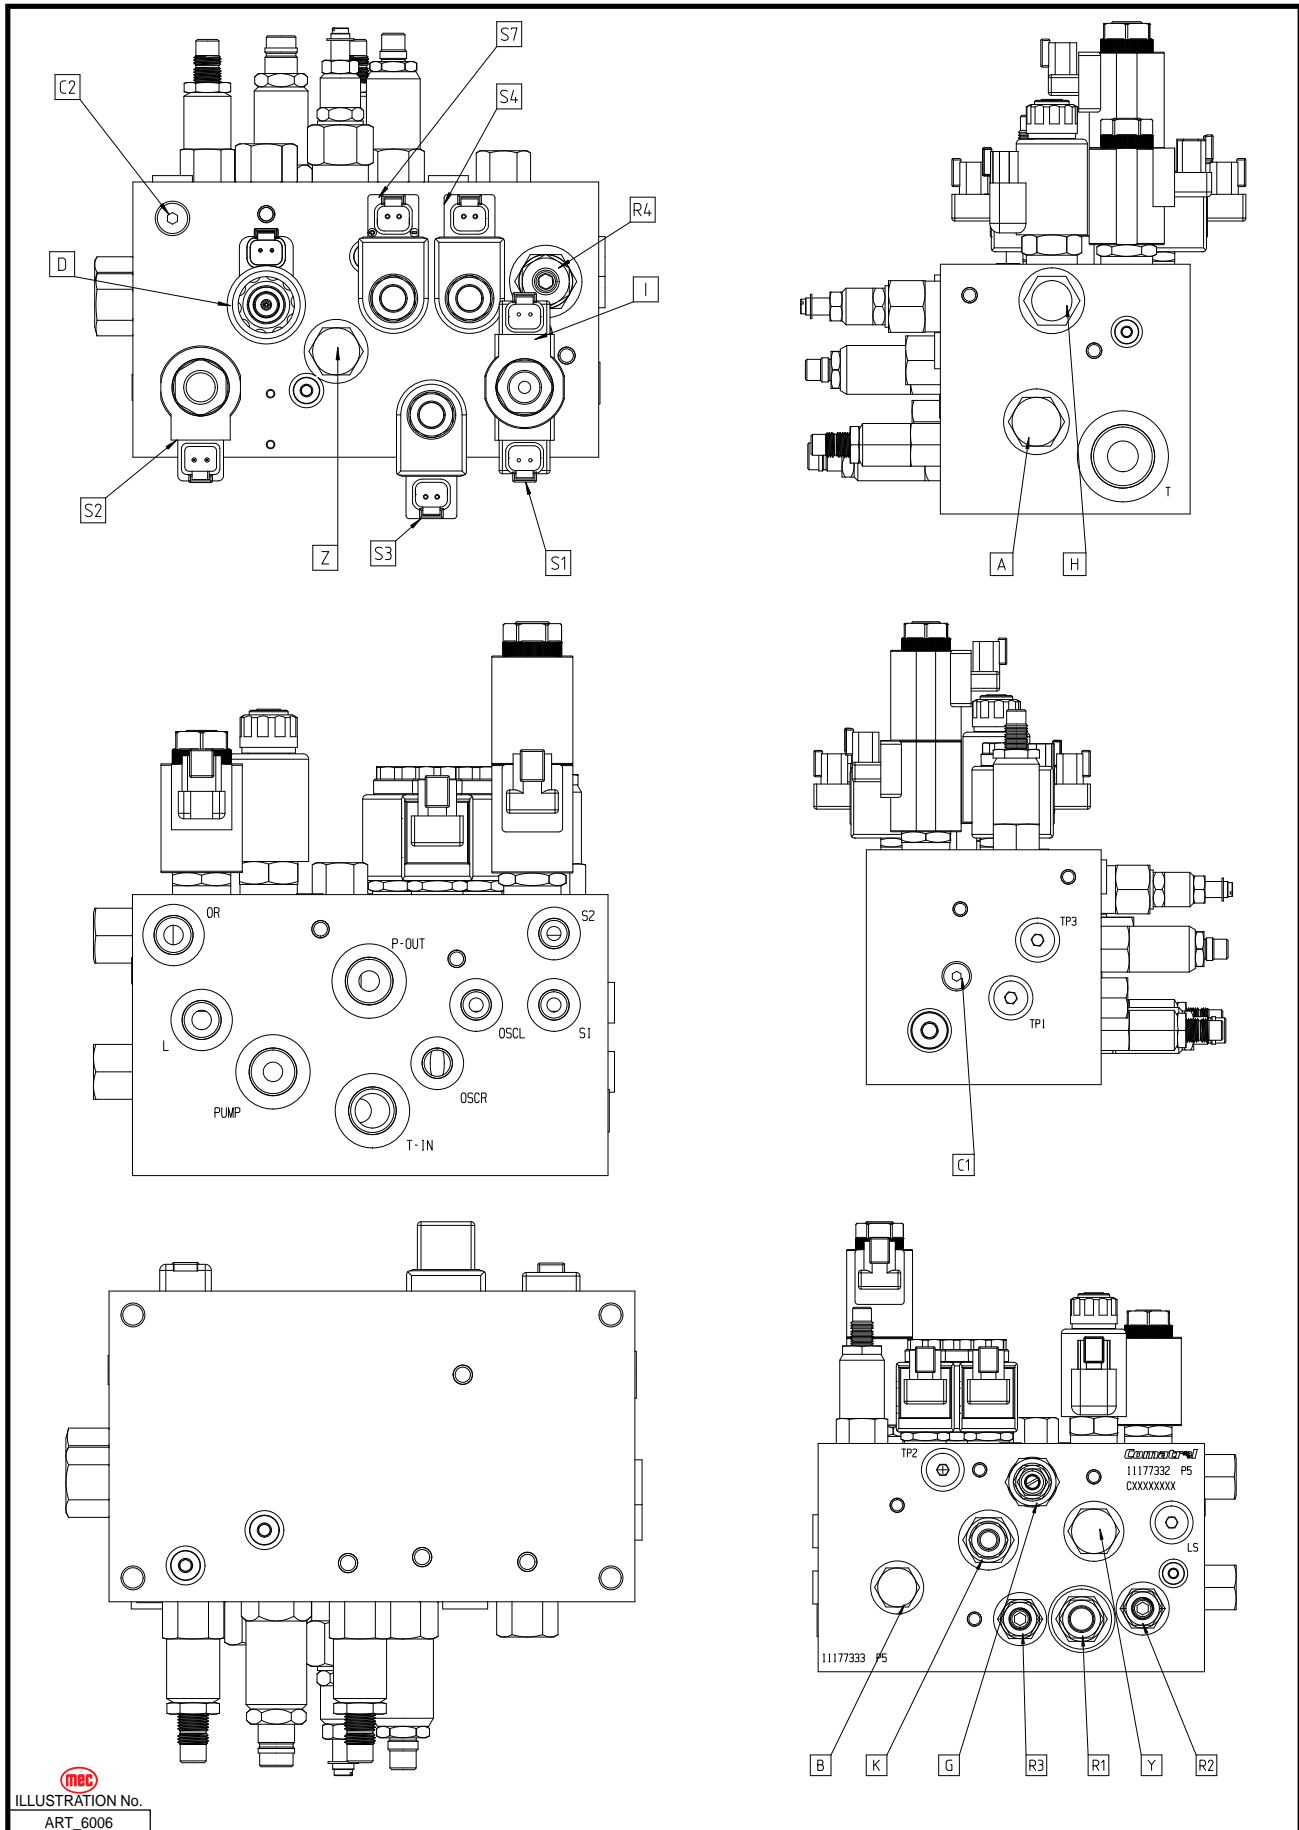 S7
C2
S4
R4
D
I
S2
Z
S3
S1
T
A
H
OR
P-OUT
S2
L
OSCL
S1
PUMP
OSCR
T-IN
TP3
TP1
C1
TP2
Comatrol
11177332 P5
CXXXXXXXX
LS
11177333 P5
B
K
G
R3
R1
Y
R2
mec
ILLUSTRATION No.
ART_6006